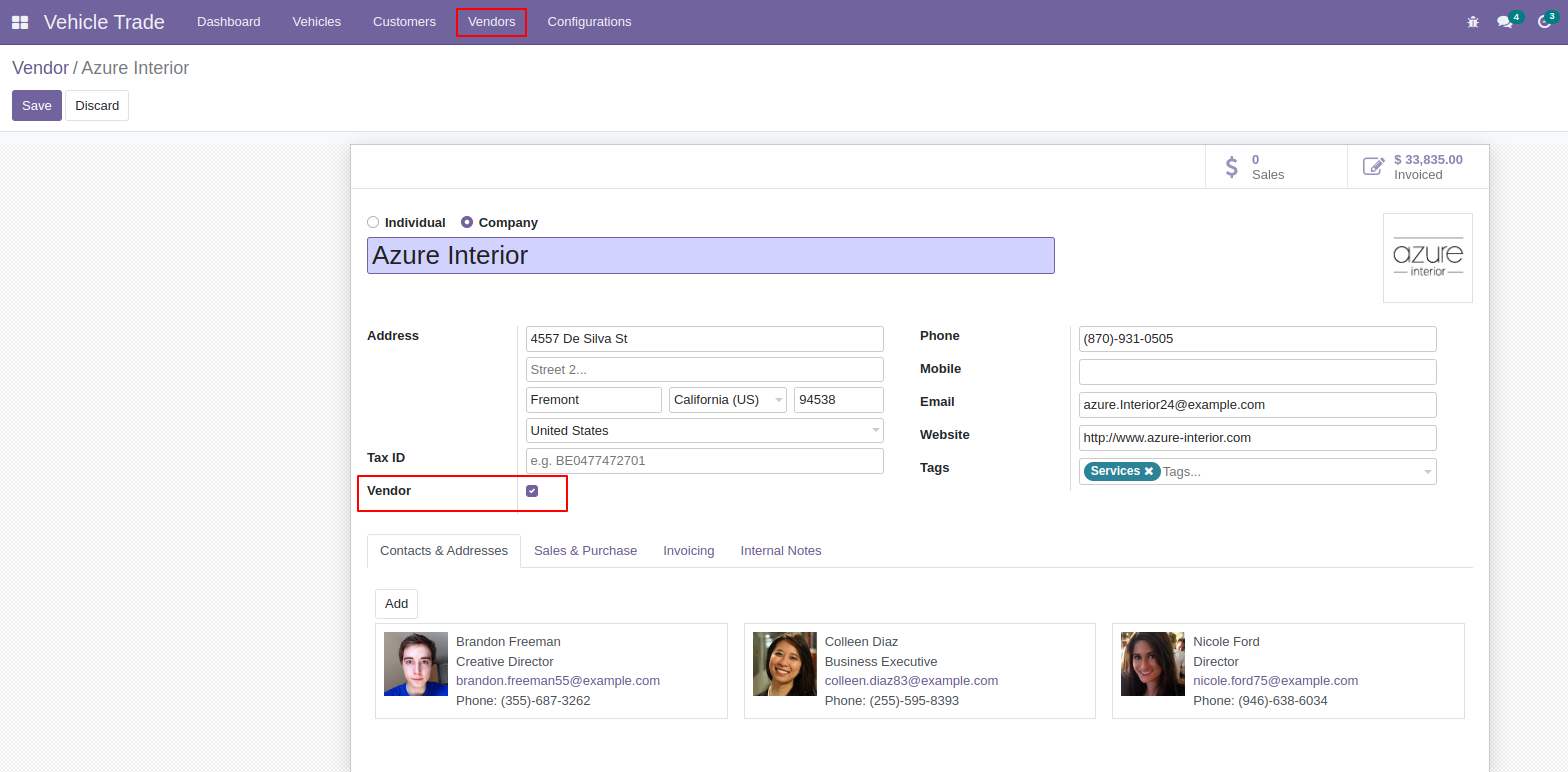 Vehicle Trade Dashboard Vehicles Customers Vendors Configurations 4 3
Vendor / Azure Interior
Save Discard
0
Sales
$ 33,835.00
Invoiced
Individual Company
Azure Interior
azure
interior
Address
4557 De Silva St
Street 2...
Fremont California (US) 94538
United States
Tax ID
e.g. BE0477472701
Vendor
Phone
(870)-931-0505
Mobile
Email
azure.Interior24@example.com
Website
http://www.azure-interior.com
Tags
Services Tags...
Contacts & Addresses Sales & Purchase Invoicing Internal Notes
Add
Brandon Freeman
Creative Director
brandon.freeman55@example.com
Phone: (355)-687-3262
Colleen Diaz
Business Executive
colleen.diaz83@example.com
Phone: (255)-595-8393
Nicole Ford
Director
nicole.ford75@example.com
Phone: (946)-638-6034